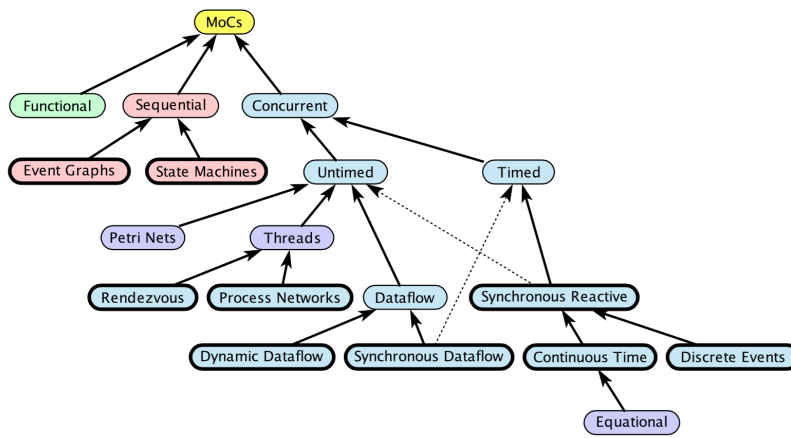 MoCs
Functional
Sequential
Concurrent
Event Graphs
State Machines
Untimed
Timed
Petri Nets
Threads
Rendezvous
Process Networks
Dataflow
Synchronous Reactive
Dynamic Dataflow
Synchronous Dataflow
Continuous Time
Discrete Events
Equational